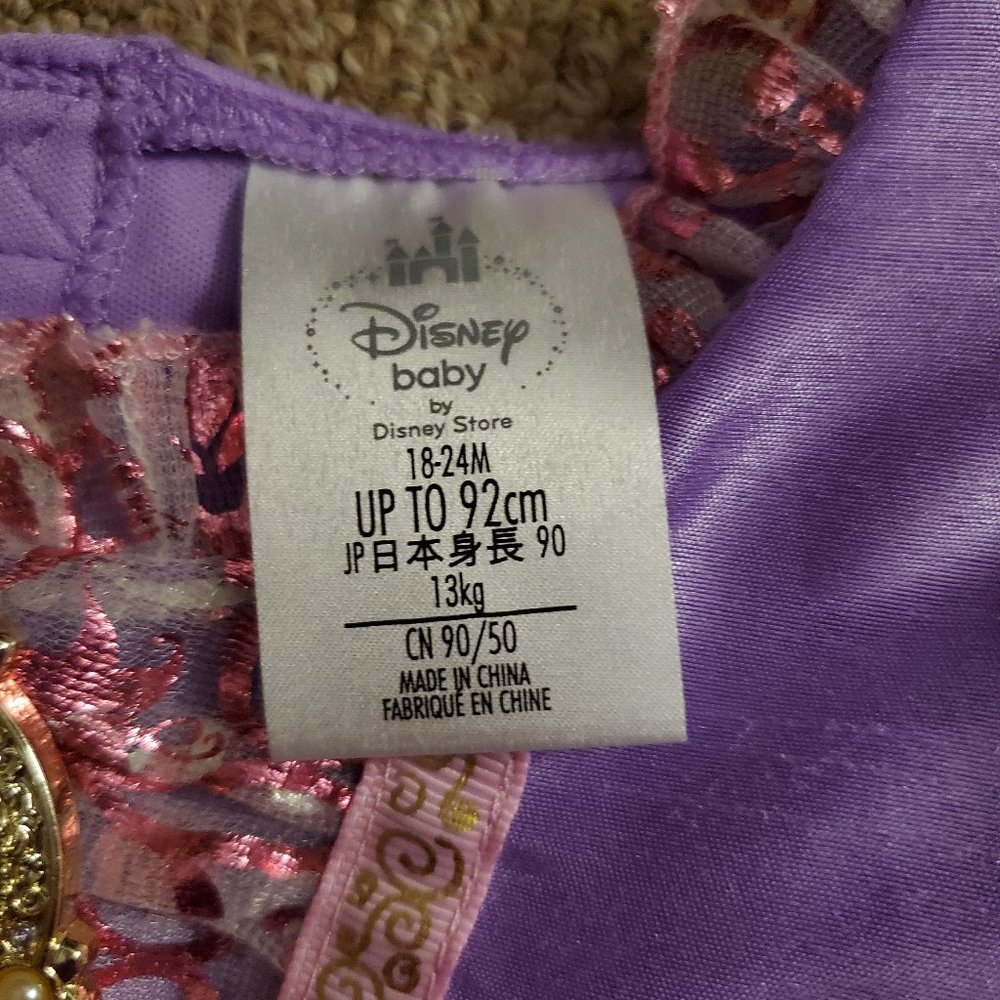 Disney
baby
by
Disney Store
18-24M
UP TO 92cm
JP日本身長 90
13kg
CN 90/50
MADE IN CHINA
FABRIQUÉ EN CHINE